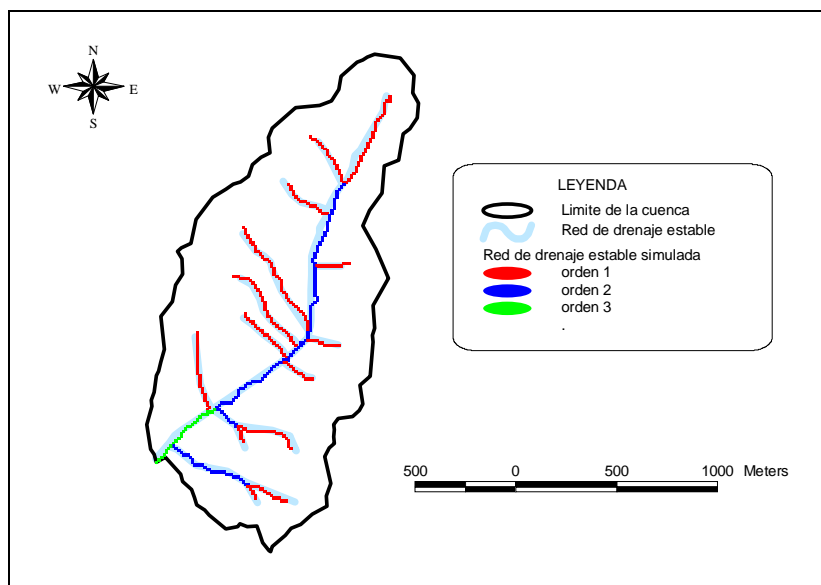 N
W E
S
LEYENDA
Limite de la cuenca
Red de drenaje estable
Red de drenaje estable simulada
orden 1
orden 2
orden 3
.
500 0 500 1000 Meters